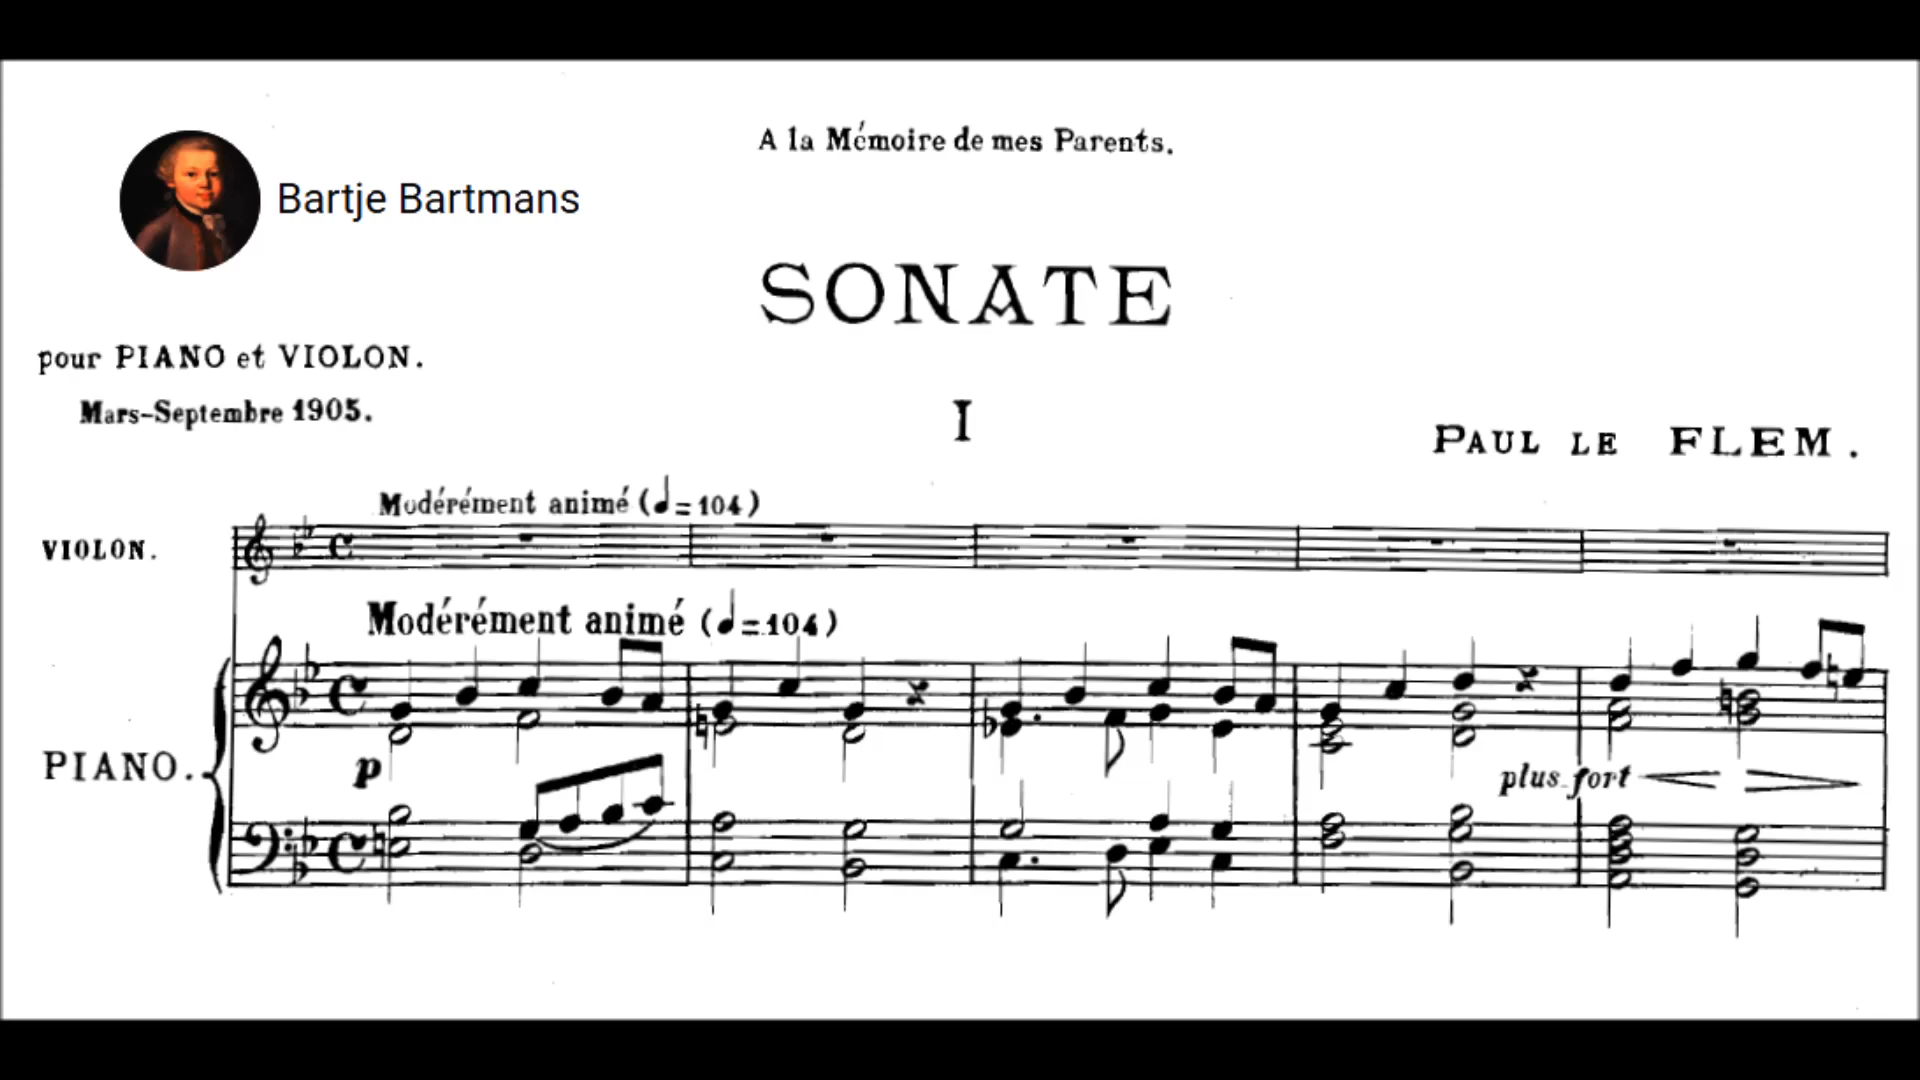 A la Mémoire de mes Parents.
Bartje Bartmans
SONATE
pour PIANO et VIOLON.
Mars-Septembre 1905.
I
PAUL LE FLEM.
Modérément animé (♩=104)
VIOLON.
Modérément animé (♩=104)
PIANO.
p
plus fort